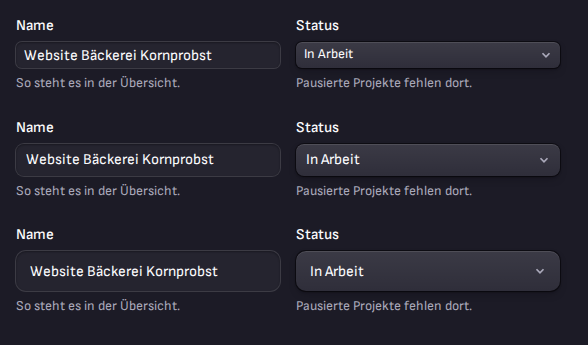 Name Status
Website Bäckerei Kornprobst In Arbeit
So steht es in der Übersicht. Pausierte Projekte fehlen dort.
Name Status
Website Bäckerei Kornprobst In Arbeit
So steht es in der Übersicht. Pausierte Projekte fehlen dort.
Name Status
Website Bäckerei Kornprobst In Arbeit
So steht es in der Übersicht. Pausierte Projekte fehlen dort.